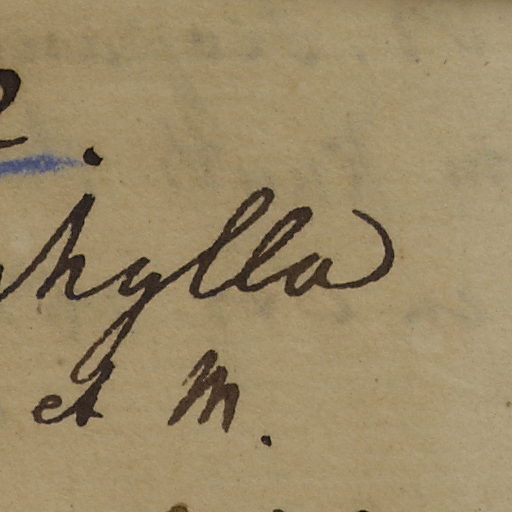 hylla)
et M.